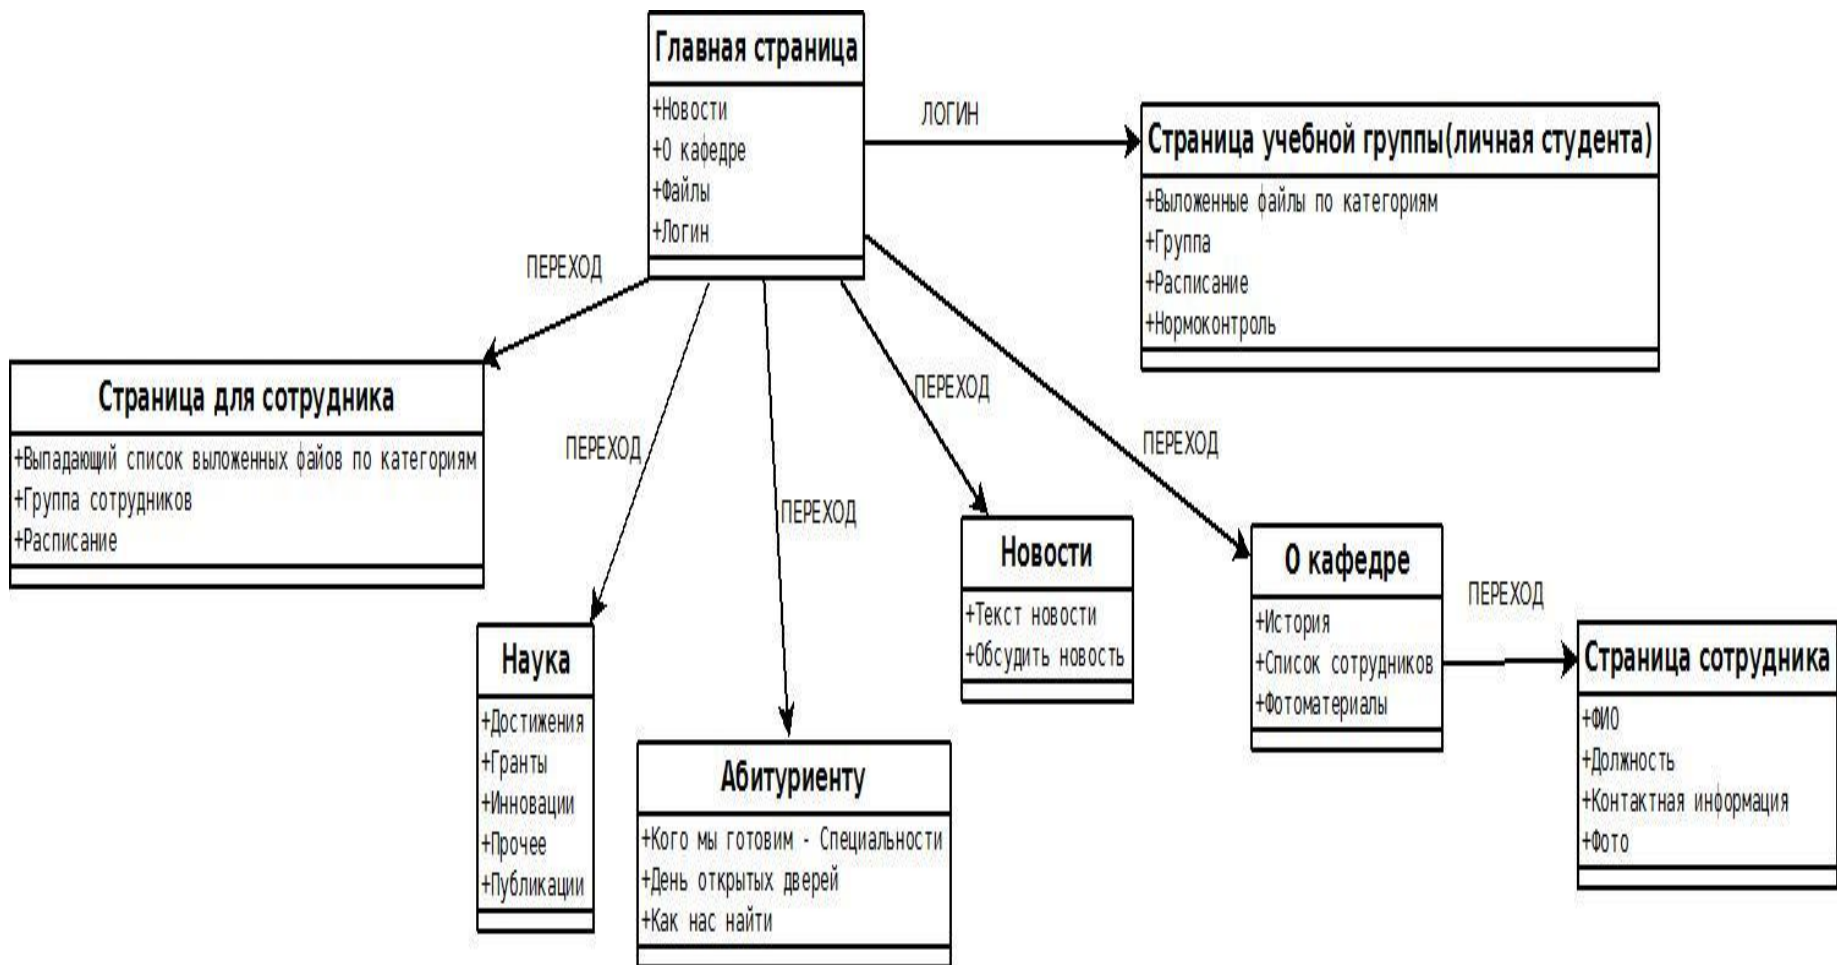 Главная страница
+Новости
+О кафедре
+Файлы
+Логин
ЛОГИН
Страница учебной группы(личная студента)
+Выложенные файлы по категориям
+Группа
+Расписание
+Нормоконтроль
ПЕРЕХОД
Страница для сотрудника
+Выпадающий список выложенных файов по категориям
+Группа сотрудников
+Расписание
ПЕРЕХОД
Наука
+Достижения
+Гранты
+Инновации
+Прочее
+Публикации
ПЕРЕХОД
Абитуриенту
+Кого мы готовим - Специальности
+День открытых дверей
+Как нас найти
ПЕРЕХОД
Новости
+Текст новости
+Обсудить новость
ПЕРЕХОД
О кафедре
+История
+Список сотрудников
+Фотоматериалы
ПЕРЕХОД
Страница сотрудника
+ФИО
+Должность
+Контактная информация
+Фото